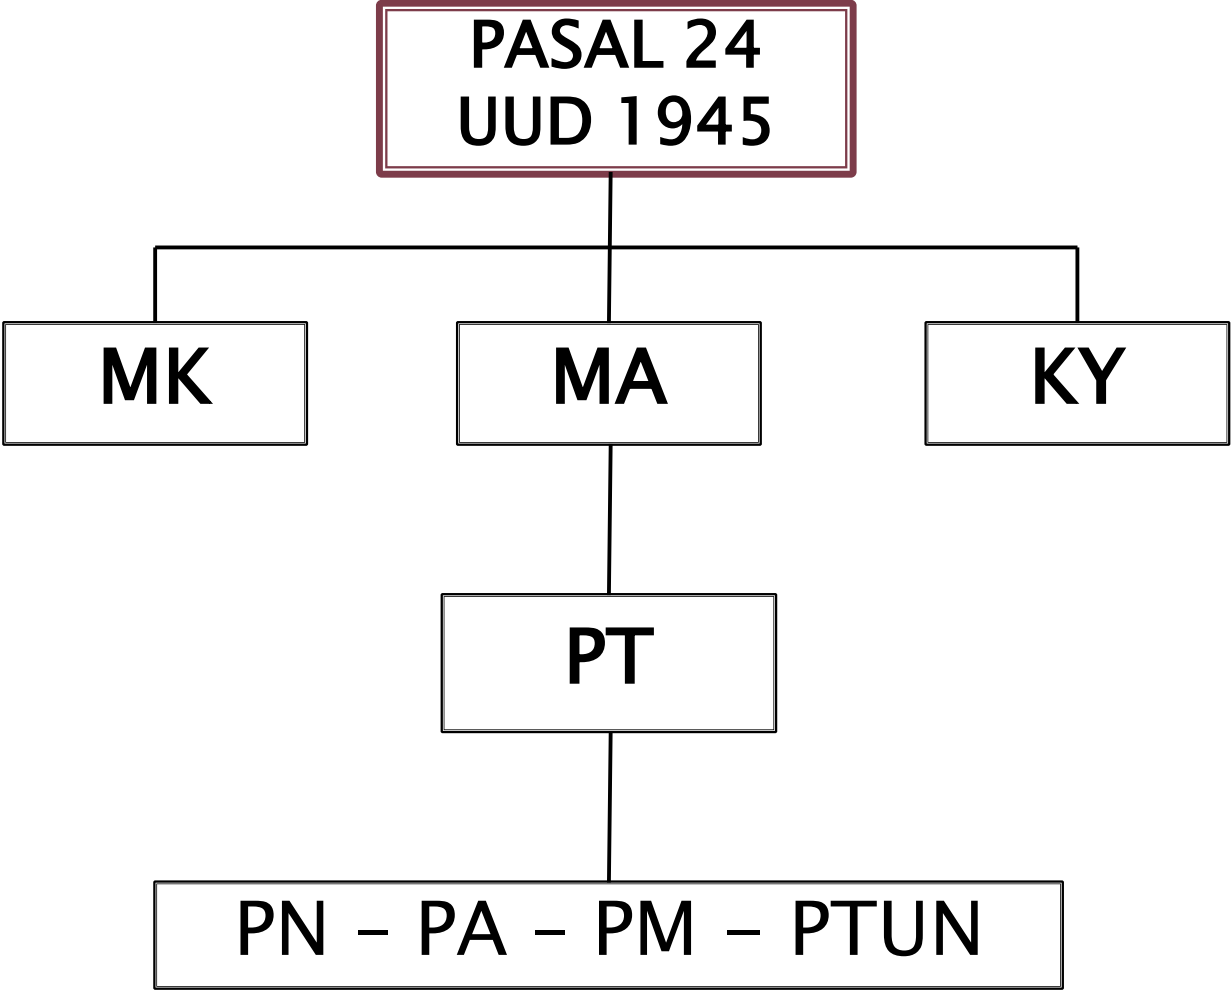 PASAL 24
UUD 1945
MK
MA
KY
PT
PN – PA – PM – PTUN